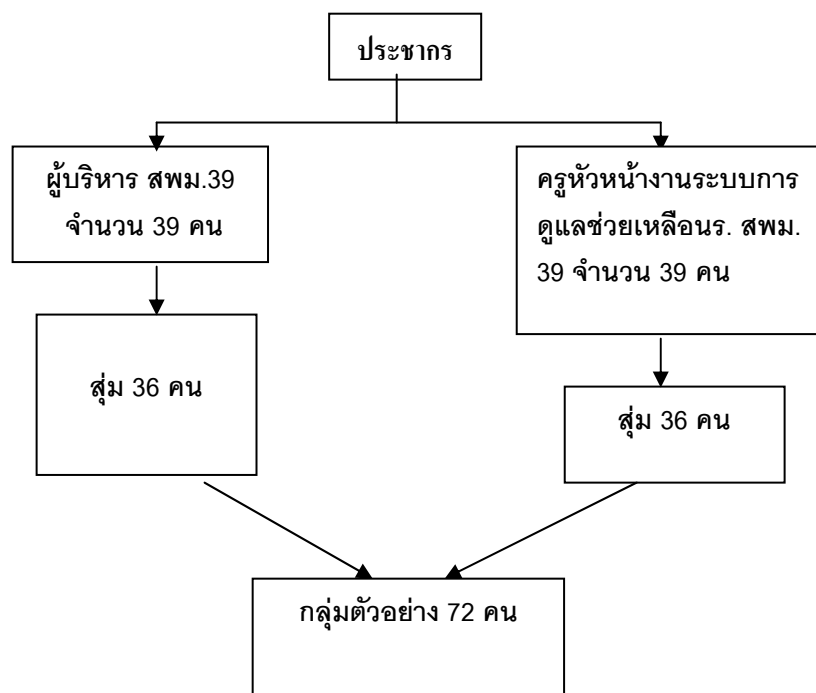 ประชากร
ผู้บริหาร สพม.39
จำนวน 39 คน
ครูหัวหน้างานระบบการ
ดูแลช่วยเหลือนร. สพม.
39 จำนวน 39 คน
สุ่ม 36 คน
สุ่ม 36 คน
กลุ่มตัวอย่าง 72 คน